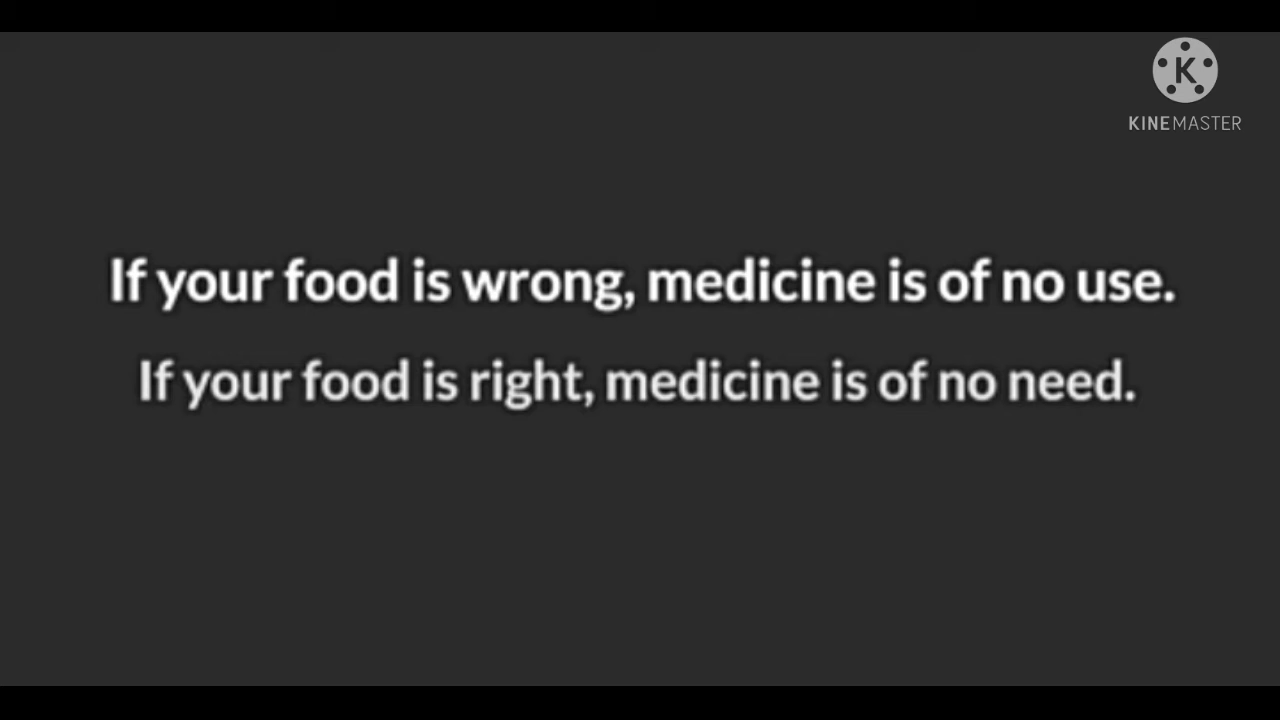 K
KINEMASTER
If your food is wrong, medicine is of no use.
If your food is right, medicine is of no need.